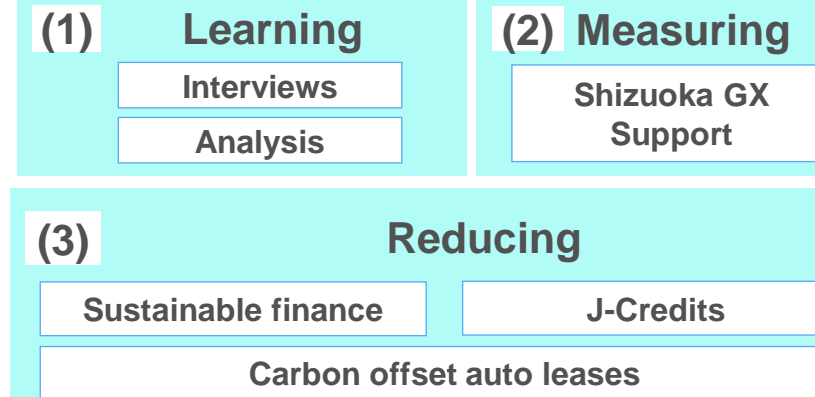 (1) Learning
Interviews
Analysis
(2) Measuring
Shizuoka GX
Support
(3) Reducing
Sustainable finance
J-Credits
Carbon offset auto leases